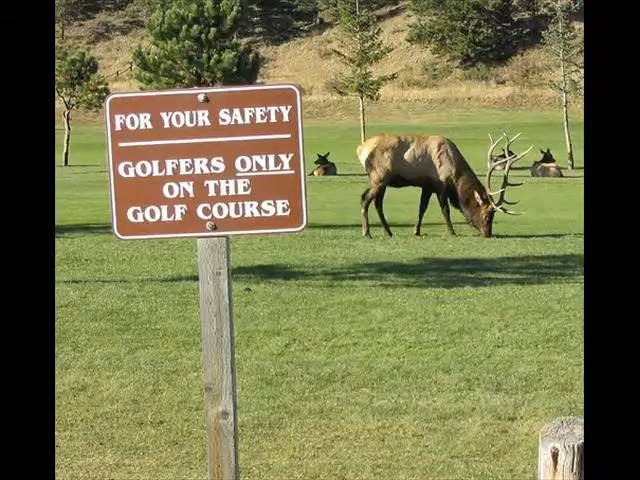 FOR YOUR SAFETY
GOLFERS ONLY
ON THE
GOLF COURSE